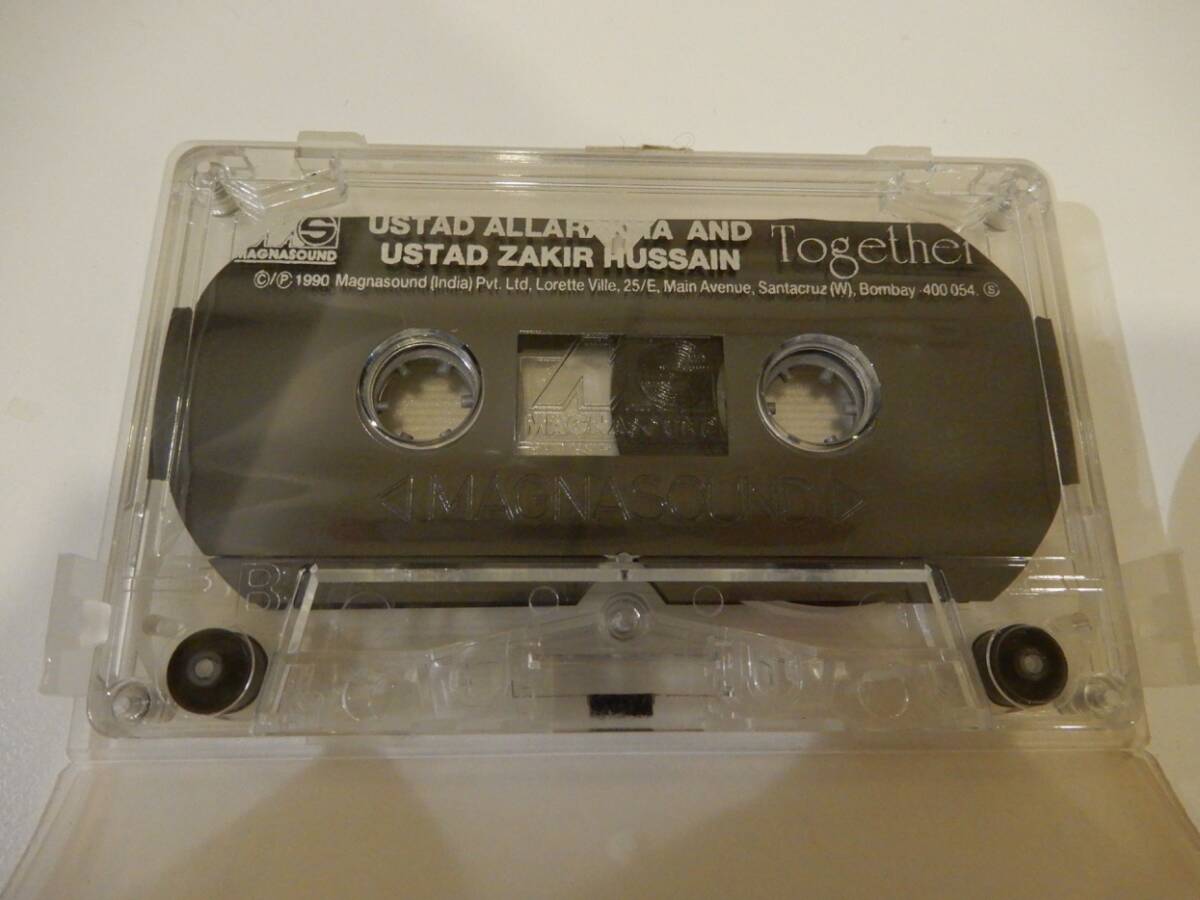 MS
MAGNASOUND
USTAD ALLARAKHA AND
USTAD ZAKIR HUSSAIN
Together
©/℗ 1990 Magnasound (India) Pvt. Ltd, Lorette Ville, 25/E, Main Avenue, Santacruz (W), Bombay 400 054. Ⓢ
MAGNASOUND
MAGNASOUND
B